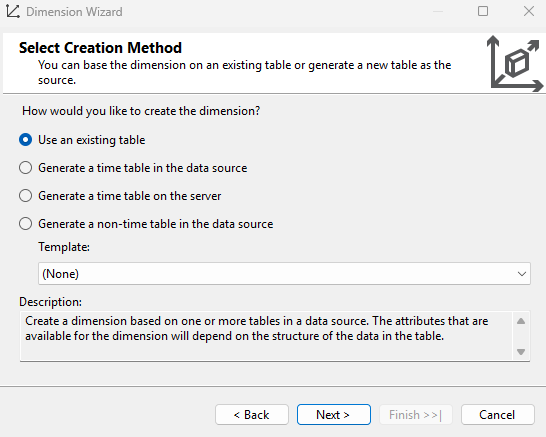 Dimension Wizard
Select Creation Method
You can base the dimension on an existing table or generate a new table as the
source.
How would you like to create the dimension?
Use an existing table
Generate a time table in the data source
Generate a time table on the server
Generate a non-time table in the data source
Template:
(None)
Description:
Create a dimension based on one or more tables in a data source. The attributes that are
available for the dimension will depend on the structure of the data in the table.
< Back
Next >
Finish >>|
Cancel